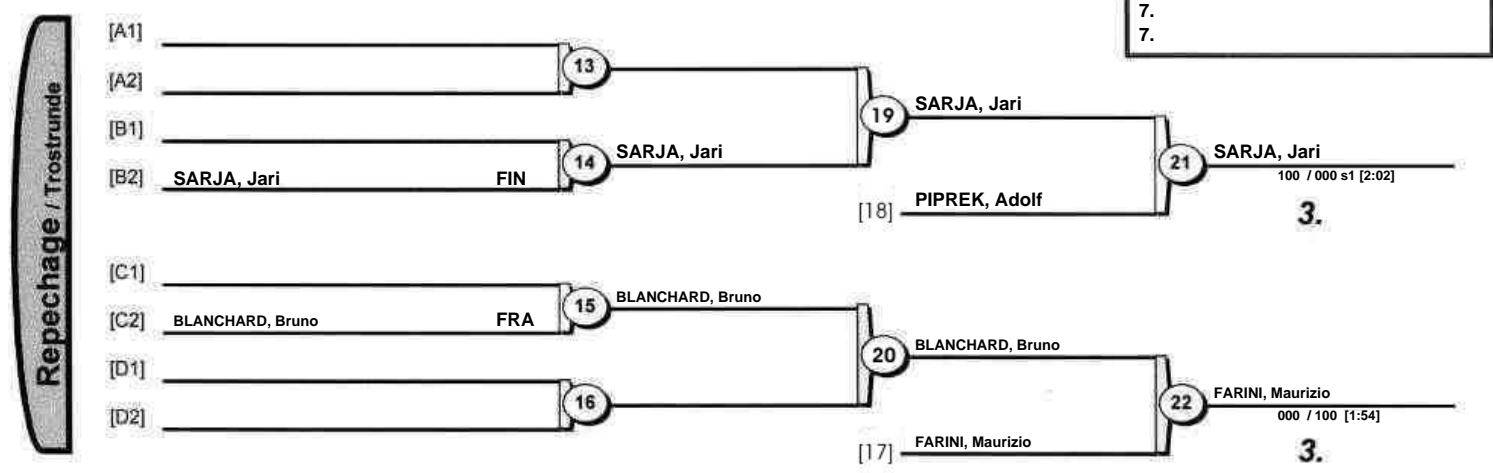 7.
7.
Repechage / Trostrunde
[A1]
13
[A2]
19
SARJA, Jari
[B1]
14
SARJA, Jari
21
SARJA, Jari
[B2]
SARJA, Jari FIN
100 / 000 s1 [2:02]
[18] PIPREK, Adolf
3.
[C1]
15
BLANCHARD, Bruno
[C2]
BLANCHARD, Bruno FRA
20
BLANCHARD, Bruno
[D1]
16
22
FARINI, Maurizio
[D2]
000 / 100 [1:54]
[17] FARINI, Maurizio
3.